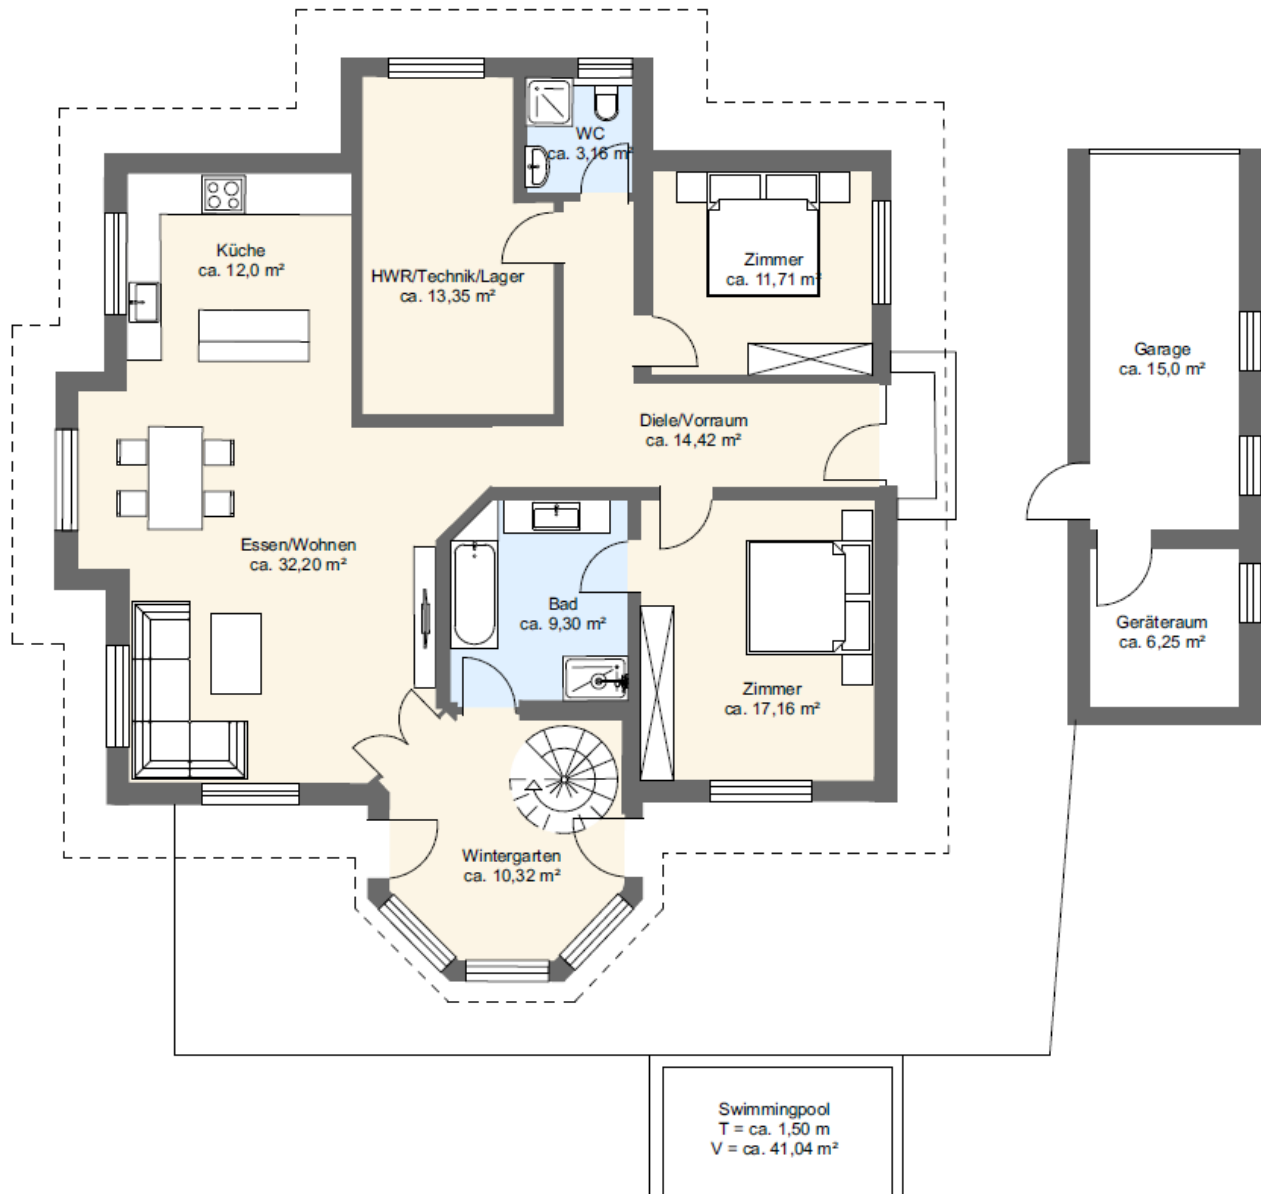 WC
ca. 3,16 m²
Küche
ca. 12,0 m²
HWR/Technik/Lager
ca. 13,35 m²
Zimmer
ca. 11,71 m²
Garage
ca. 15,0 m²
Diele/Vorraum
ca. 14,42 m²
Essen/Wohnen
ca. 32,20 m²
Bad
ca. 9,30 m²
Geräteraum
ca. 6,25 m²
Zimmer
ca. 17,16 m²
Wintergarten
ca. 10,32 m²
Swimmingpool
T = ca. 1,50 m
V = ca. 41,04 m²